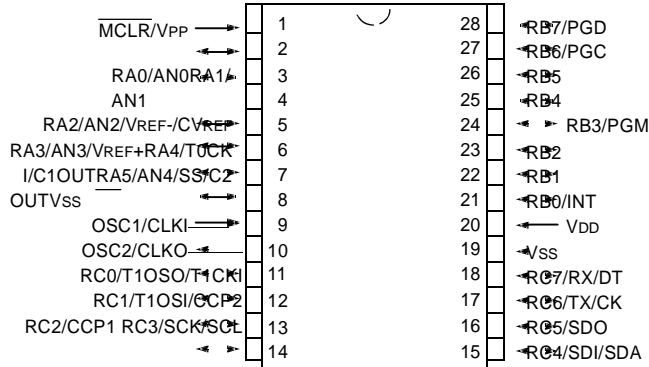 MCLR/VPP 1 28 RB7/PGD
2 27 RB6/PGC
RA0/AN0RA1/ 3 26 RB5
AN1 4 25 RB4
RA2/AN2/VREF-/CVREF 5 24 RB3/PGM
RA3/AN3/VREF+RA4/T0CK 6 23 RB2
I/C1OUTRA5/AN4/SS/C2 7 22 RB1
OUTVSS 8 21 RB0/INT
OSC1/CLKI 9 20 VDD
OSC2/CLKO 10 19 VSS
RC0/T1OSO/T1CKI 11 18 RC7/RX/DT
RC1/T1OSI/CCP2 12 17 RC6/TX/CK
RC2/CCP1 RC3/SCK/SCL 13 16 RC5/SDO
14 15 RC4/SDI/SDA